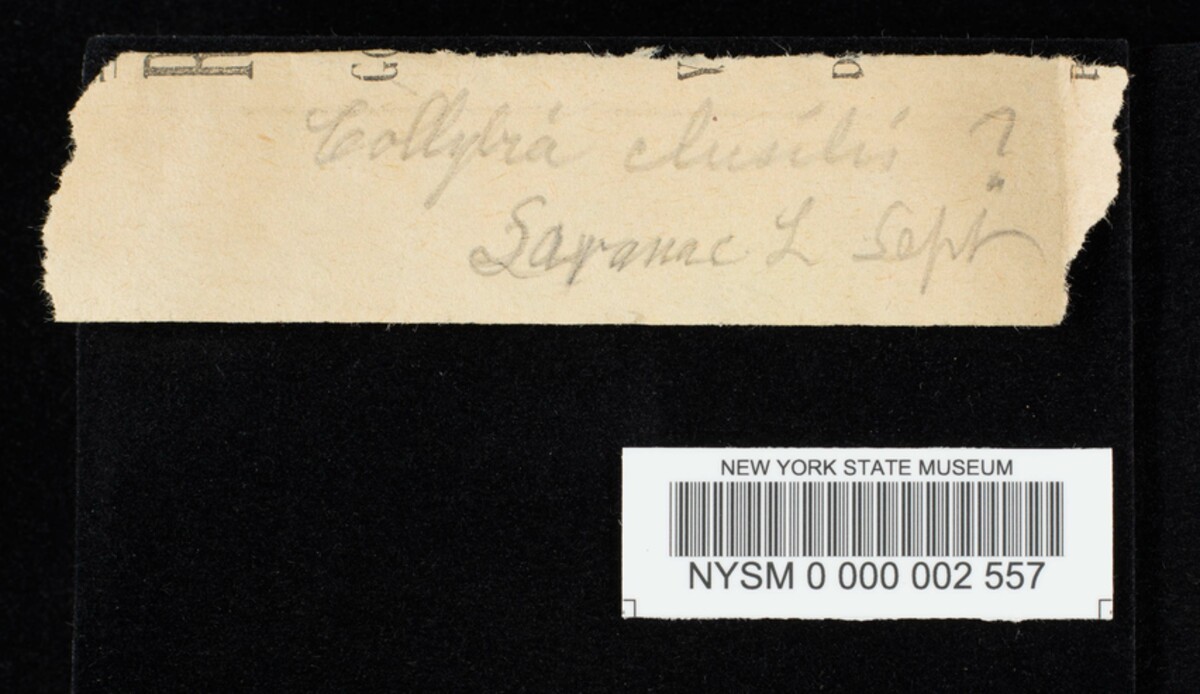 Collybia clusilis ?
Saranac L Sept
NEW YORK STATE MUSEUM
NYSM 0 000 002 557